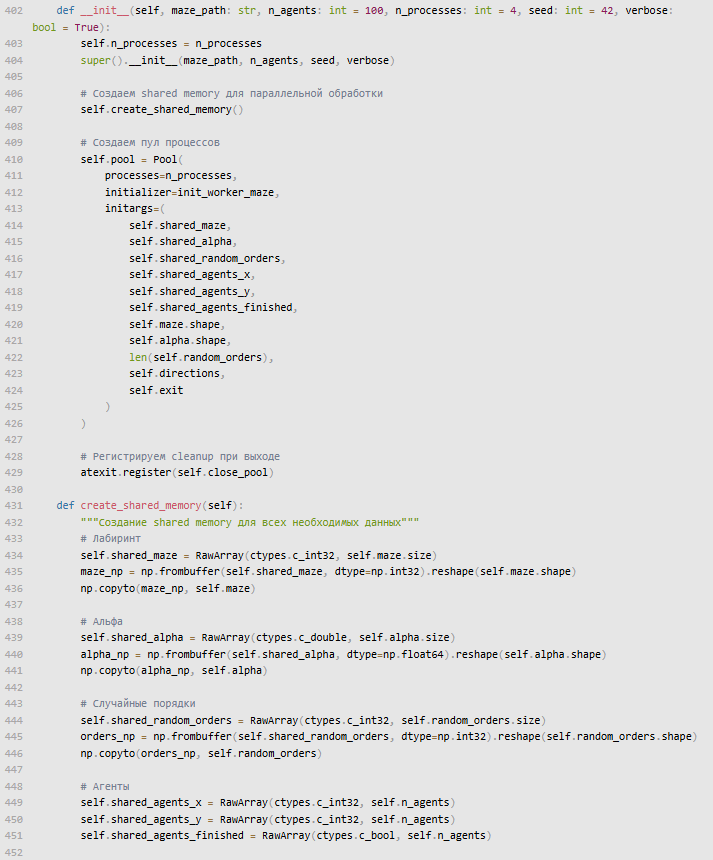 402 def __init__(self, maze_path: str, n_agents: int = 100, n_processes: int = 4, seed: int = 42, verbose:
bool = True):
403 self.n_processes = n_processes
404 super().__init__(maze_path, n_agents, seed, verbose)
405
406 # Создаем shared memory для параллельной обработки
407 self.create_shared_memory()
408
409 # Создаем пул процессов
410 self.pool = Pool(
411 processes=n_processes,
412 initializer=init_worker_maze,
413 initargs=(
414 self.shared_maze,
415 self.shared_alpha,
416 self.shared_random_orders,
417 self.shared_agents_x,
418 self.shared_agents_y,
419 self.shared_agents_finished,
420 self.maze.shape,
421 self.alpha.shape,
422 len(self.random_orders),
423 self.directions,
424 self.exit
425 )
426 )
427
428 # Регистрируем cleanup при выходе
429 atexit.register(self.close_pool)
430
431 def create_shared_memory(self):
432 """Создание shared memory для всех необходимых данных"""
433 # Лабиринт
434 self.shared_maze = RawArray(ctypes.c_int32, self.maze.size)
435 maze_np = np.frombuffer(self.shared_maze, dtype=np.int32).reshape(self.maze.shape)
436 np.copyto(maze_np, self.maze)
437
438 # Альфа
439 self.shared_alpha = RawArray(ctypes.c_double, self.alpha.size)
440 alpha_np = np.frombuffer(self.shared_alpha, dtype=np.float64).reshape(self.alpha.shape)
441 np.copyto(alpha_np, self.alpha)
442
443 # Случайные порядки
444 self.shared_random_orders = RawArray(ctypes.c_int32, self.random_orders.size)
445 orders_np = np.frombuffer(self.shared_random_orders, dtype=np.int32).reshape(self.random_orders.shape)
446 np.copyto(orders_np, self.random_orders)
447
448 # Агенты
449 self.shared_agents_x = RawArray(ctypes.c_int32, self.n_agents)
450 self.shared_agents_y = RawArray(ctypes.c_int32, self.n_agents)
451 self.shared_agents_finished = RawArray(ctypes.c_bool, self.n_agents)
452